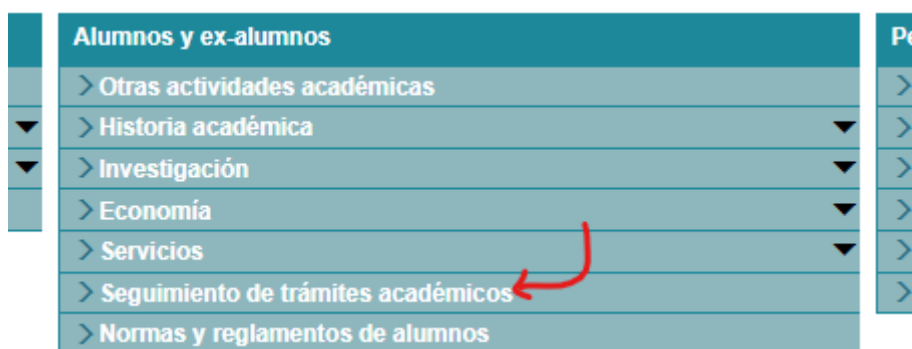 Alumnos y ex-alumnos
Otras actividades académicas
Historia académica
Investigación
Economía
Servicios
Seguimiento de trámites académicos
Normas y reglamentos de alumnos